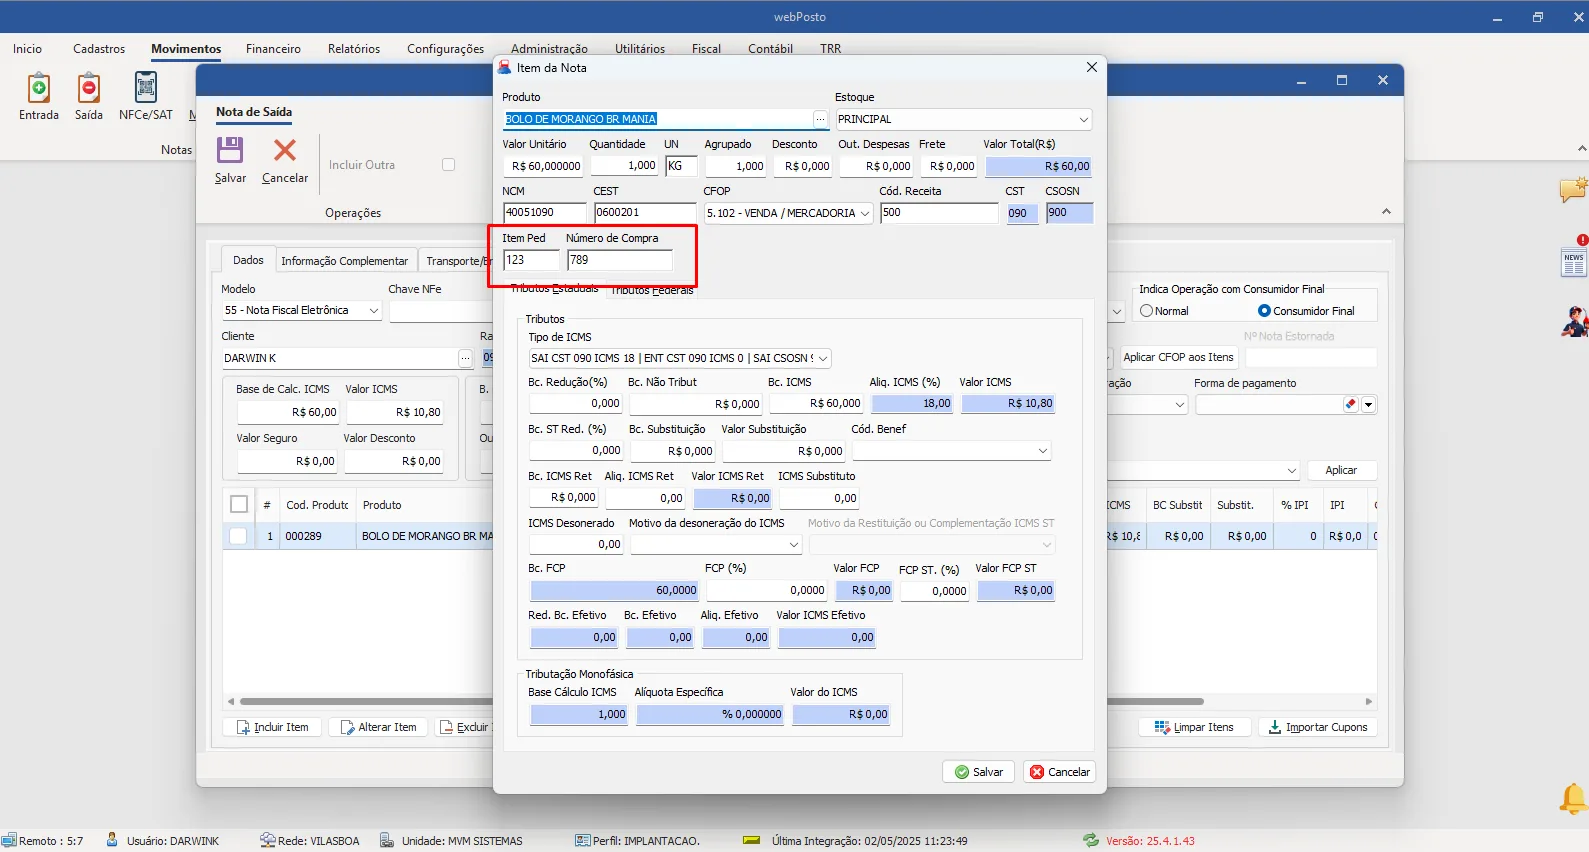 webPosto
Inicio Cadastros Movimentos Financeiro Relatórios Configurações Administração Utilitários Fiscal Contábil TRR
Entrada Saída NFCe/SAT
Notas
Nota de Saída
Salvar Cancelar Incluir Outra
Operações
Dados Informação Complementar
Modelo Chave NFe
55 - Nota Fiscal Eletrônica
Cliente
DARWIN K
Base de Calc. ICMS Valor ICMS
R$ 60,00 R$ 10,80
Valor Seguro Valor Desconto
R$ 0,00 R$ 0,00
# Cod. Produto Produto
1 000289 BOLO DE MORANGO BR MA
Incluir Item Alterar Item Excluir
Item da Nota
Produto Estoque
BOLO DE MORANGO BR MANIA ... PRINCIPAL
Valor Unitário Quantidade UN Agrupado Desconto Out. Despesas Frete Valor Total(R$)
R$ 60,000000 1,000 KG 1,000 R$ 0,000 R$ 0,000 R$ 0,000 R$ 60,00
NCM CEST CFOP Cód. Receita CST CSOSN
40051090 0600201 5.102 - VENDA / MERCADORIA 500 090 900
Item Ped Número de Compra
123 789
Tributos Estaduais Tributos Federais
Tributos
Tipo de ICMS
SAI CST 090 ICMS 18 | ENT CST 090 ICMS 0 | SAI CSOSN
Bc. Redução(%) Bc. Não Tribut Bc. ICMS Aliq. ICMS (%) Valor ICMS
0,000 R$ 0,000 R$ 60,000 18,00 R$ 10,80
Bc. ST Red. (%) Bc. Substituição Valor Substituição Cód. Benef
0,000 R$ 0,000 R$ 0,000
Bc. ICMS Ret Aliq. ICMS Ret Valor ICMS Ret ICMS Substituto
R$ 0,000 0,00 R$ 0,00 0,00
ICMS Desonerado Motivo da desoneração do ICMS Motivo da Restituição ou Complementação ICMS ST
0,00
Bc. FCP FCP (%) Valor FCP FCP ST. (%) Valor FCP ST
60,0000 0,0000 R$ 0,00 0,0000 R$ 0,00
Red. Bc. Efetivo Bc. Efetivo Aliq. Efetivo Valor ICMS Efetivo
0,00 0,00 0,00 0,00
Tributação Monofásica
Base Cálculo ICMS Alíquota Específica Valor do ICMS
1,000 % 0,000000 R$ 0,00
Salvar Cancelar
Indica Operação com Consumidor Final
Normal Consumidor Final
Nº Nota Estornada
Aplicar CFOP aos Itens
Forma de pagamento
Aplicar
ICMS BC Substit Substit. % IPI IPI
R$ 10,8 R$ 0,00 R$ 0,00 0 R$ 0,0
Limpar Itens Importar Cupons
NEWS
Remoto : 5:7 Usuário: DARWINK Rede: VILASBOA Unidade: MVM SISTEMAS Perfil: IMPLANTACAO. Última Integração: 02/05/2025 11:23:49 Versão: 25.4.1.43